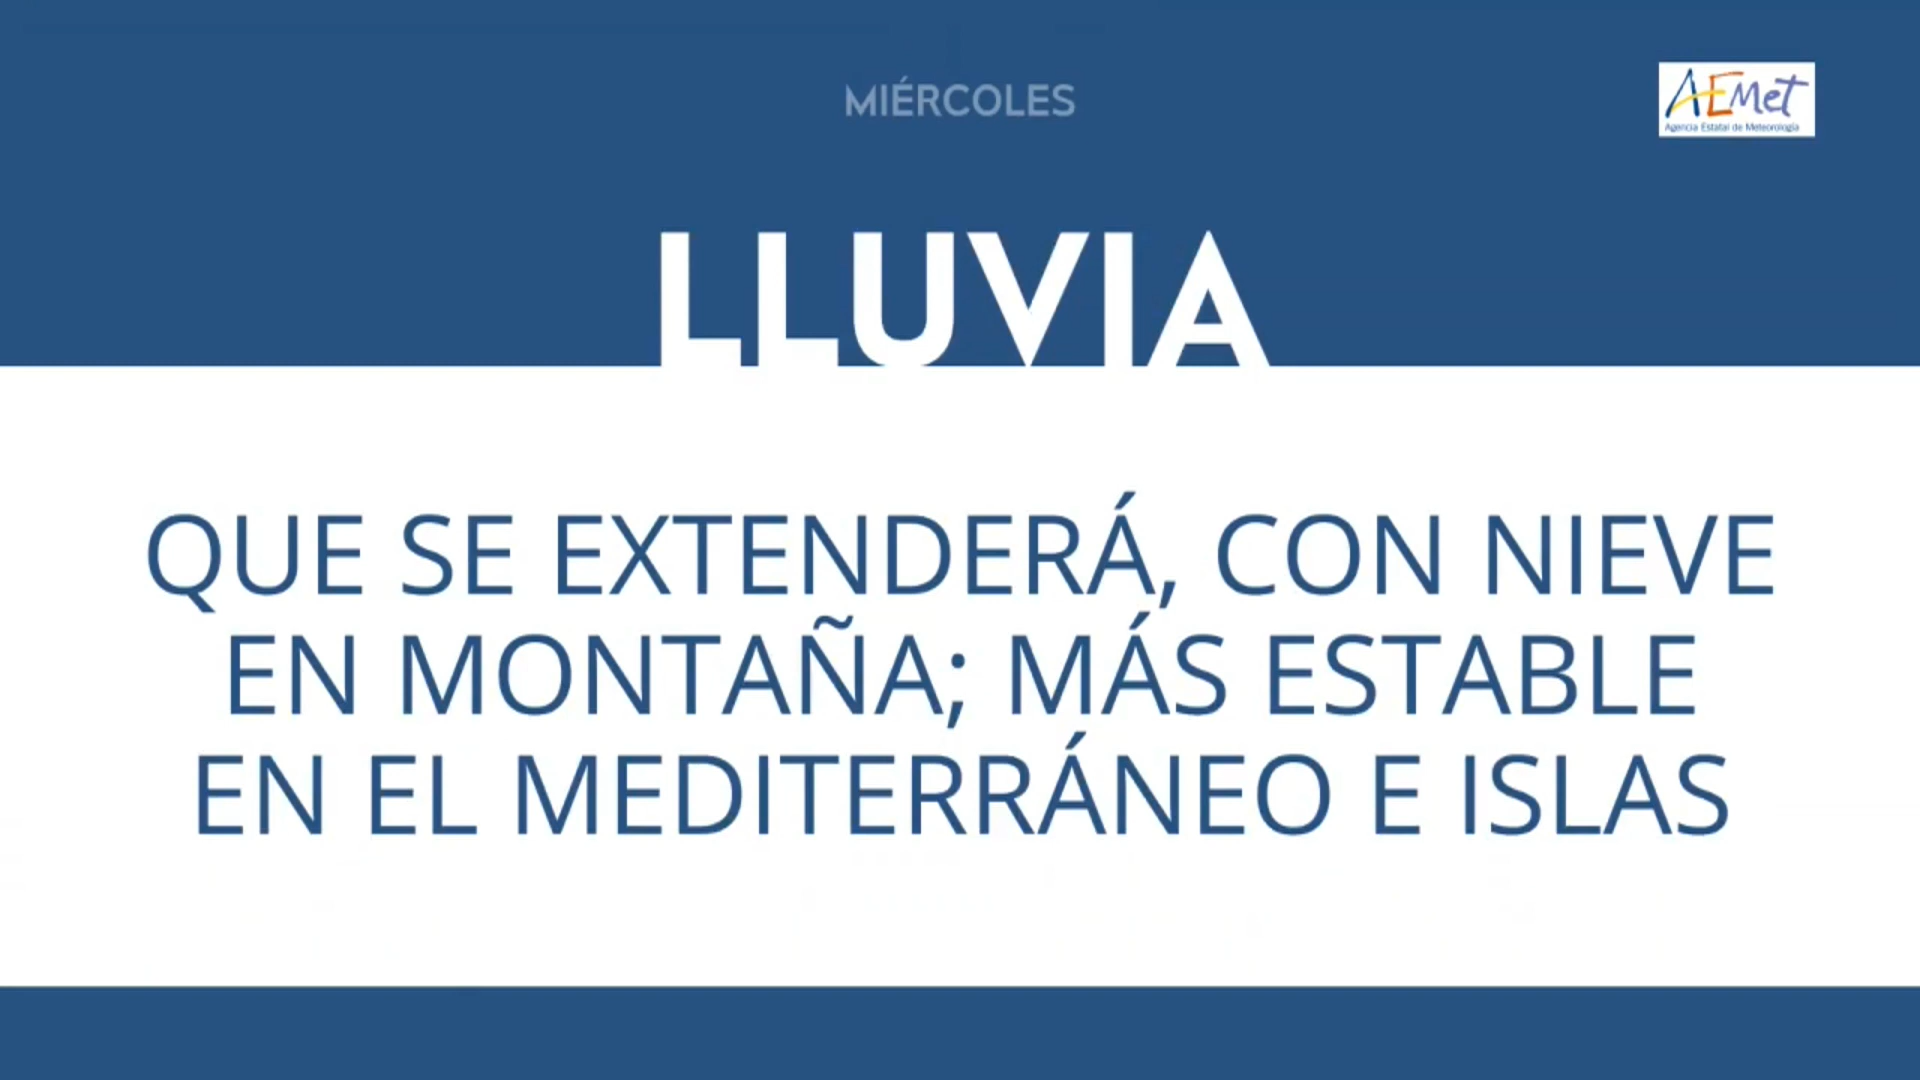 MIÉRCOLES
AEMet
Agencia Estatal de Meteorología
LLUVIA
QUE SE EXTENDERÁ, CON NIEVE
EN MONTAÑA; MÁS ESTABLE
EN EL MEDITERRÁNEO E ISLAS